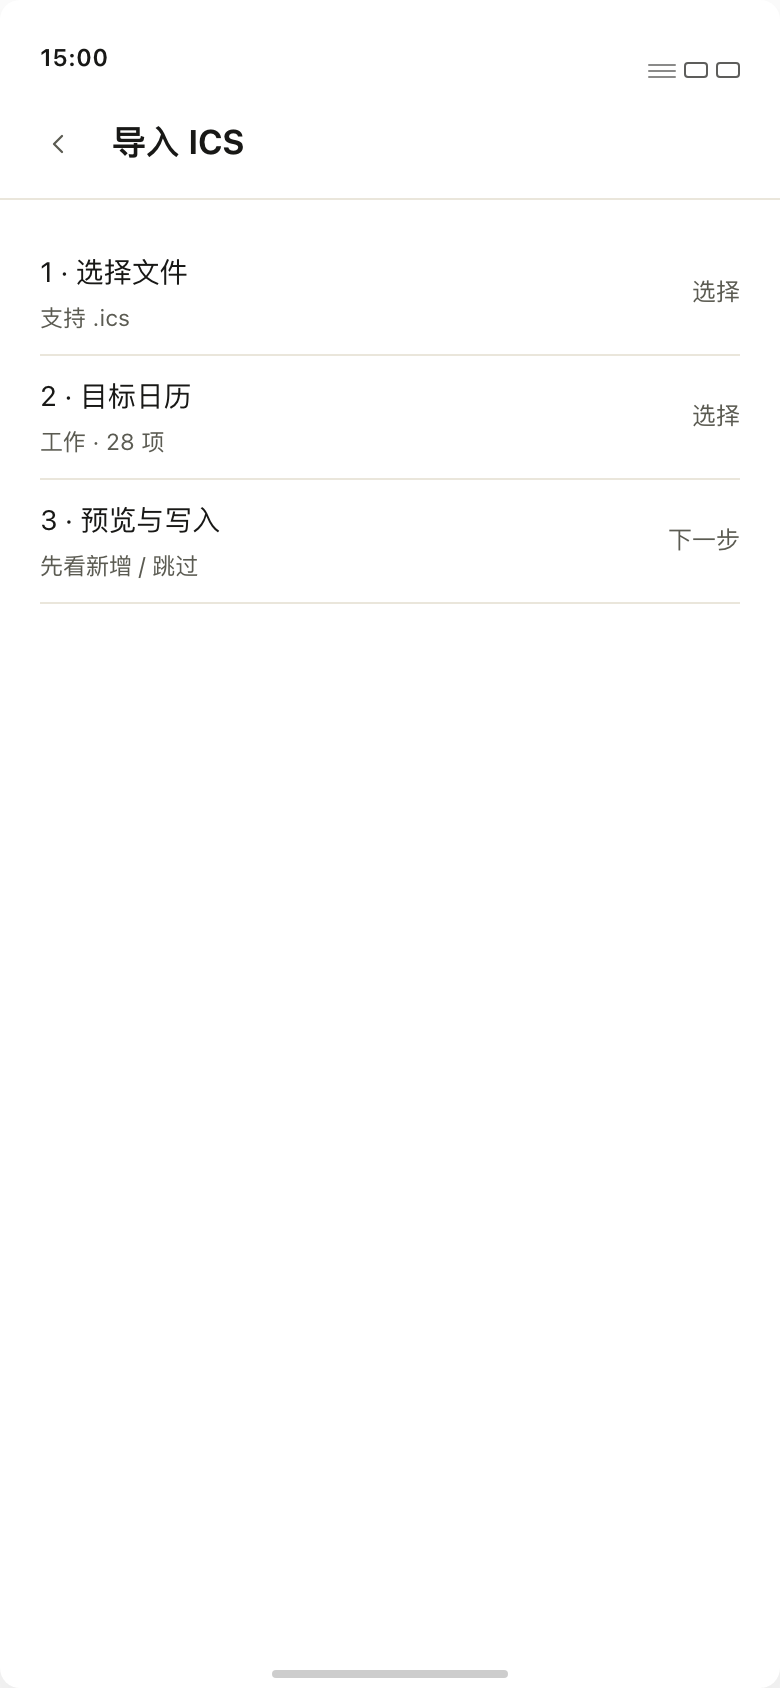 15:00
导入 ICS
1 · 选择文件
支持 .ics
选择
2 · 目标日历
工作 · 28 项
选择
3 · 预览与写入
先看新增 / 跳过
下一步